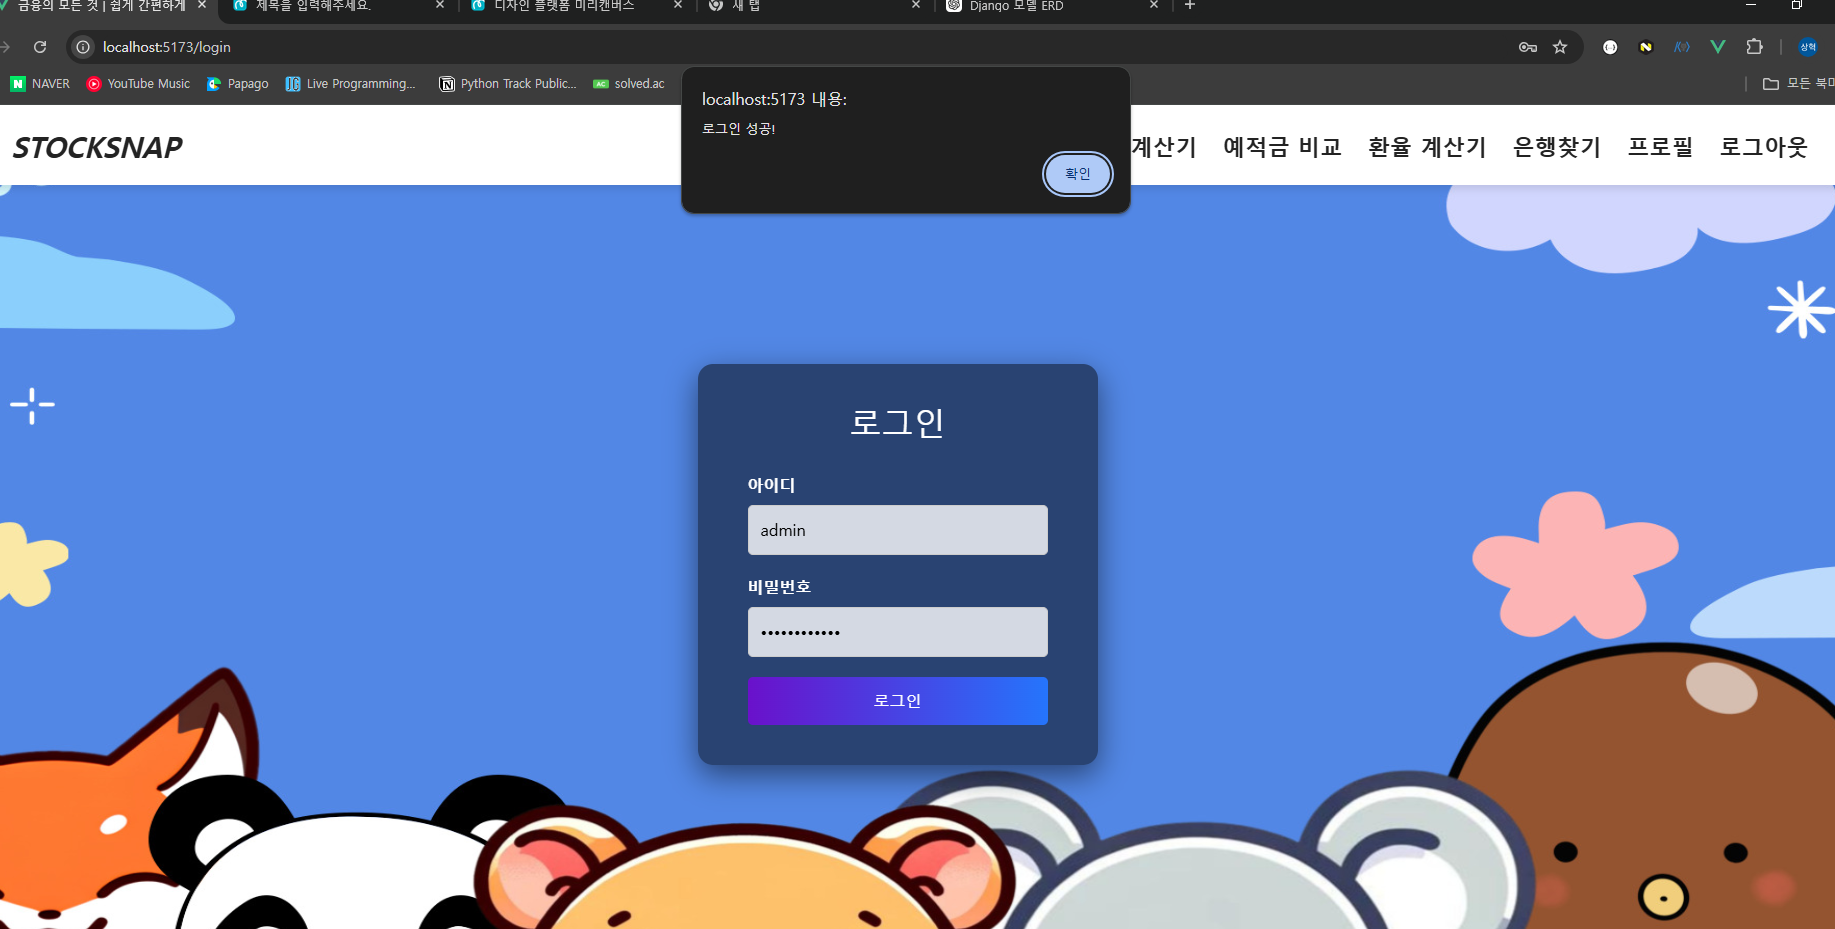 금융의 모든 것 | 쉽게 간편하게
제목을 입력해주세요.
디자인 플랫폼 미리캔버스
새 탭
Django 모델 ERD
localhost:5173/login
상혁
NAVER
YouTube Music
Papago
Live Programming...
Python Track Public...
solved.ac
모든 북마
localhost:5173 내용:
로그인 성공!
확인
STOCKSNAP
계산기
예적금 비교
환율 계산기
은행찾기
프로필
로그아웃
로그인
아이디
admin
비밀번호
••••••••••••
로그인